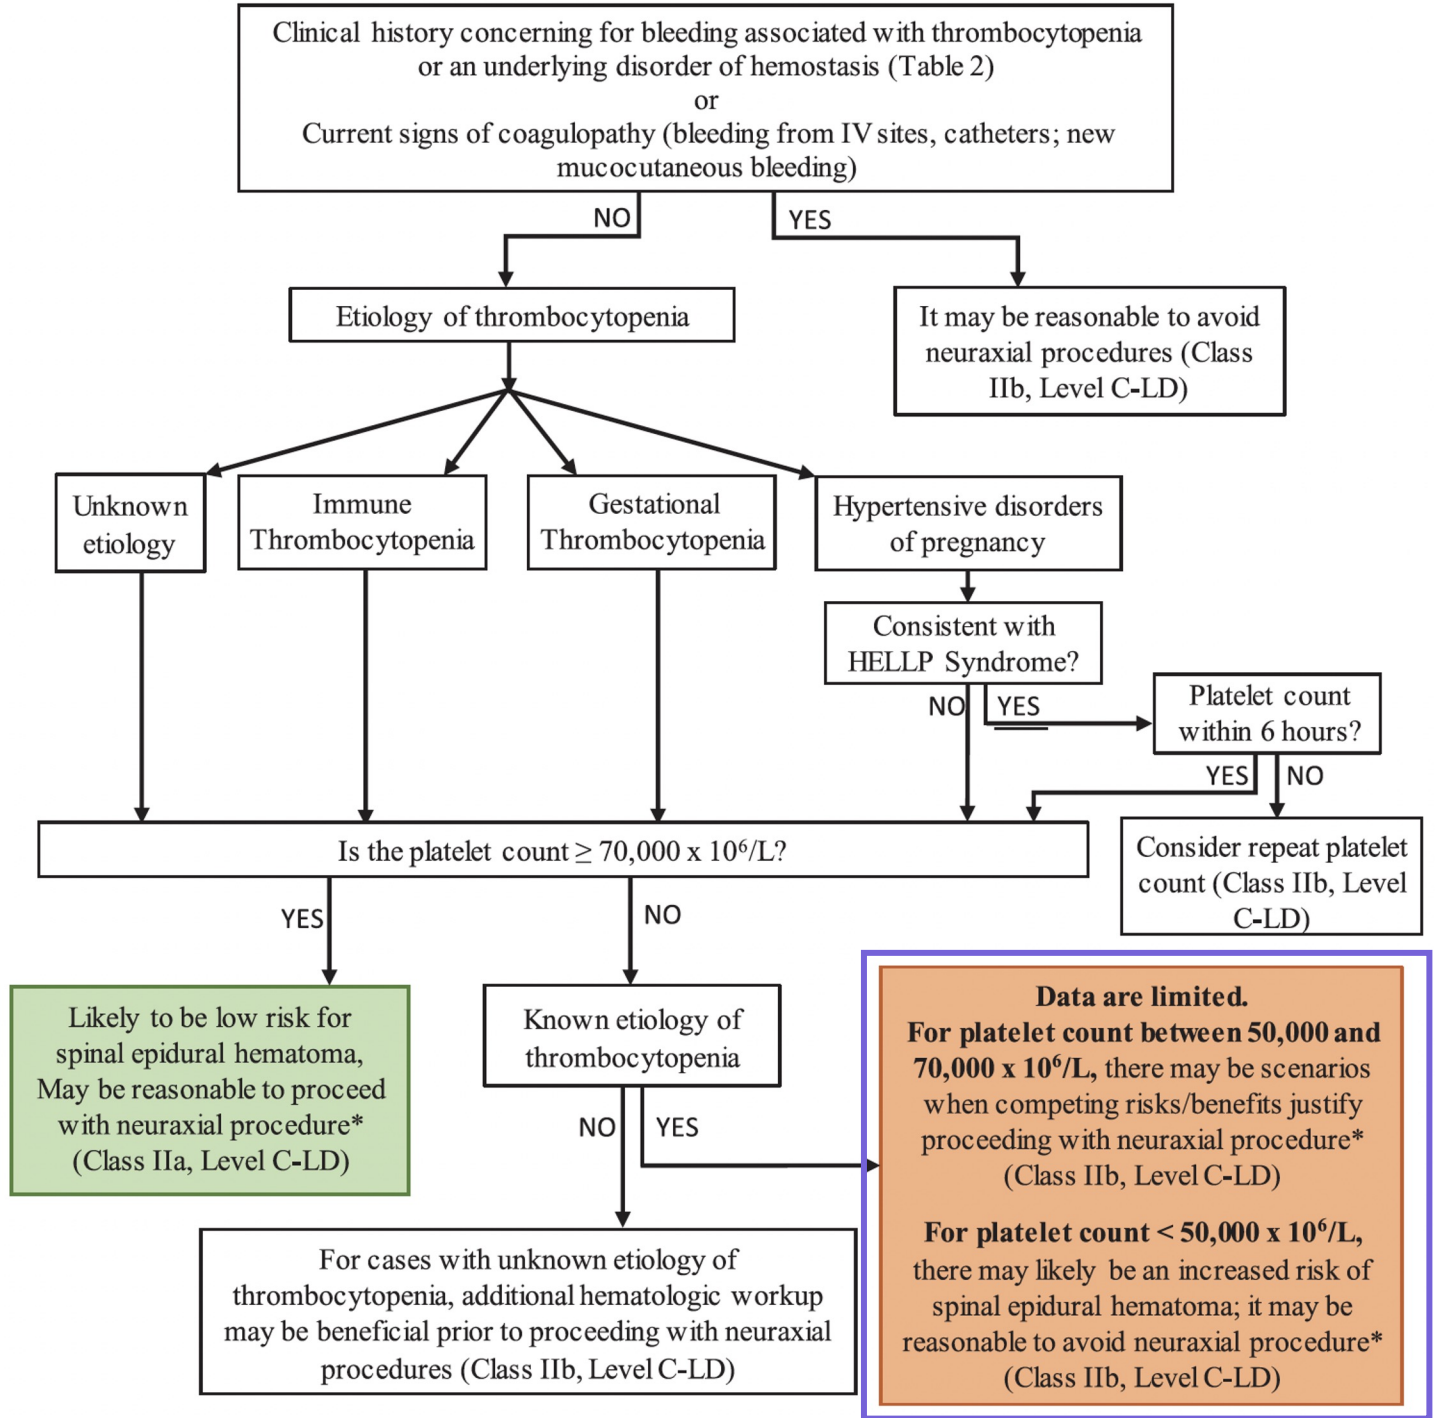 Clinical history concerning for bleeding associated with thrombocytopenia
or an underlying disorder of hemostasis (Table 2)
or
Current signs of coagulopathy (bleeding from IV sites, catheters; new
mucocutaneous bleeding)
NO
YES
Etiology of thrombocytopenia
It may be reasonable to avoid
neuraxial procedures (Class
IIb, Level C-LD)
Unknown
etiology
Immune
Thrombocytopenia
Gestational
Thrombocytopenia
Hypertensive disorders
of pregnancy
Consistent with
HELLP Syndrome?
NO
YES
Platelet count
within 6 hours?
YES
NO
Is the platelet count ≥ 70,000 x 10⁶/L?
Consider repeat platelet
count (Class IIb, Level
C-LD)
YES
NO
Likely to be low risk for
spinal epidural hematoma,
May be reasonable to proceed
with neuraxial procedure*
(Class IIa, Level C-LD)
Known etiology of
thrombocytopenia
NO
YES
Data are limited.
For platelet count between 50,000 and
70,000 x 10⁶/L, there may be scenarios
when competing risks/benefits justify
proceeding with neuraxial procedure*
(Class IIb, Level C-LD)
For platelet count < 50,000 x 10⁶/L,
there may likely be an increased risk of
spinal epidural hematoma; it may be
reasonable to avoid neuraxial procedure*
(Class IIb, Level C-LD)
For cases with unknown etiology of
thrombocytopenia, additional hematologic workup
may be beneficial prior to proceeding with neuraxial
procedures (Class IIb, Level C-LD)